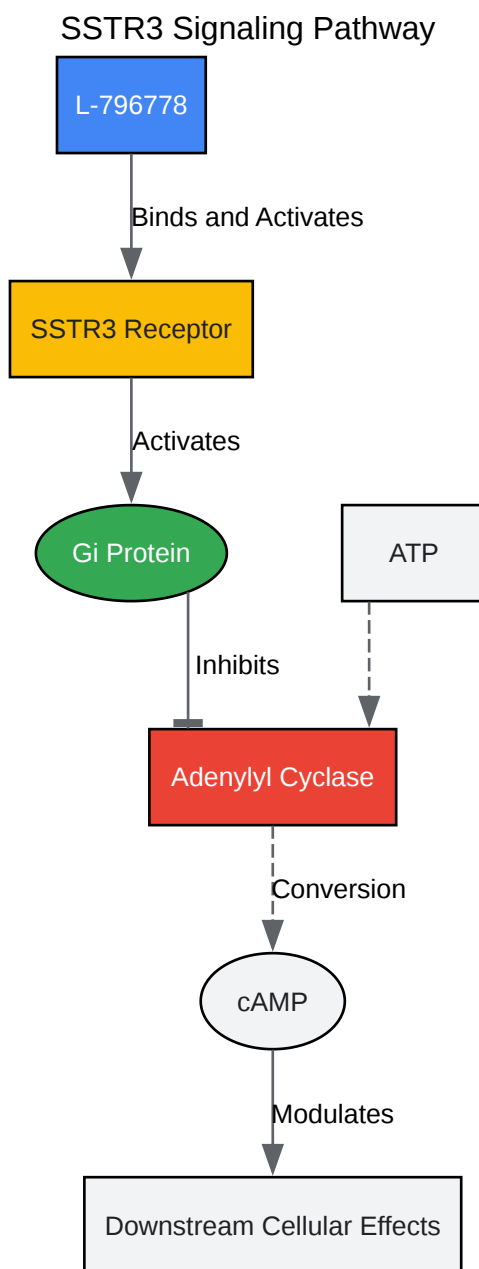 SSTR3 Signaling Pathway
L-796778
Binds and Activates
SSTR3 Receptor
Activates
Gi Protein
ATP
Inhibits
Adenylyl Cyclase
Conversion
cAMP
Modulates
Downstream Cellular Effects